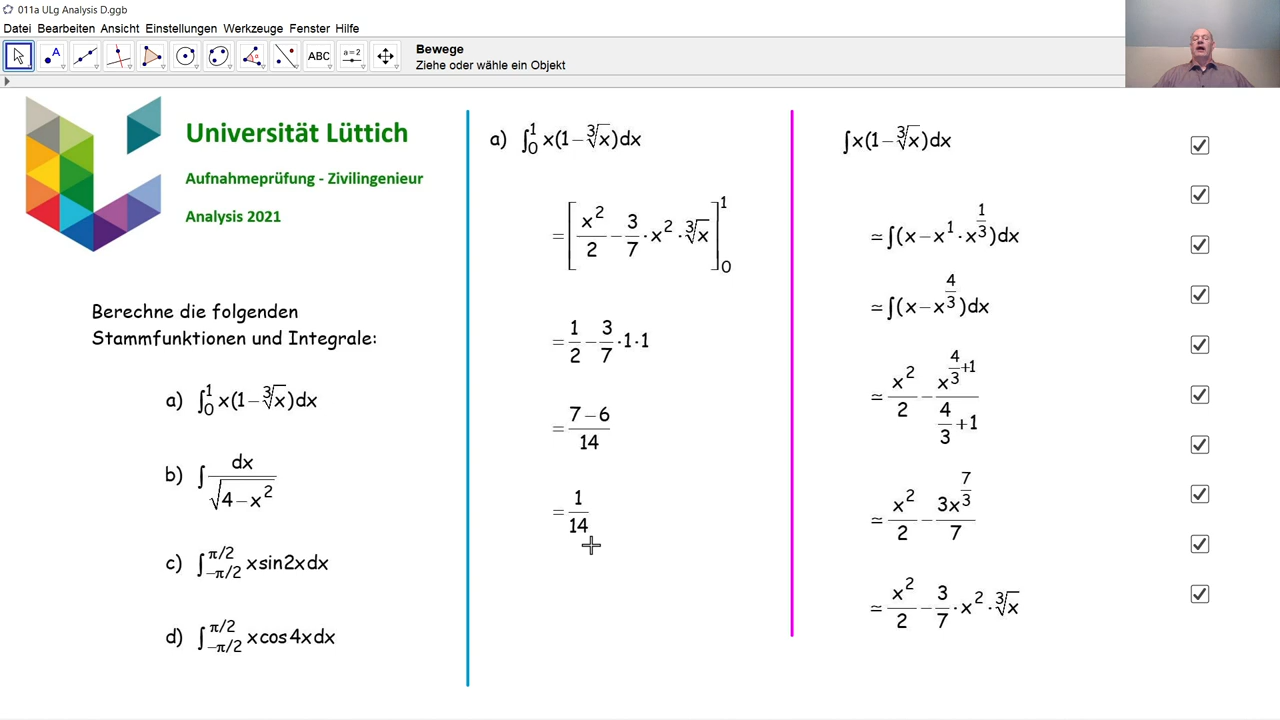 011a ULg Analysis D.ggb
Datei Bearbeiten Ansicht Einstellungen Werkzeuge Fenster Hilfe
A ABC a=2 Bewege
Ziehe oder wähle ein Objekt
Universität Lüttich
Aufnahmeprüfung - Zivilingenieur
Analysis 2021
Berechne die folgenden
Stammfunktionen und Integrale:
a) ∫₀¹ x(1−∛x)dx
b) ∫ dx/√(4−x²)
c) ∫_{−π/2}^{π/2} xsin2xdx
d) ∫_{−π/2}^{π/2} xcos4xdx
a) ∫₀¹ x(1−∛x)dx
= [x²/2 − 3/7 · x² · ∛x]₀¹
= 1/2 − 3/7 · 1 · 1
= (7−6)/14
= 1/14
∫x(1−∛x)dx
≃ ∫(x−x¹·x^{1/3})dx
≃ ∫(x−x^{4/3})dx
≃ x²/2 − x^{4/3+1}/(4/3+1)
≃ x²/2 − 3x^{7/3}/7
≃ x²/2 − 3/7 · x² · ∛x